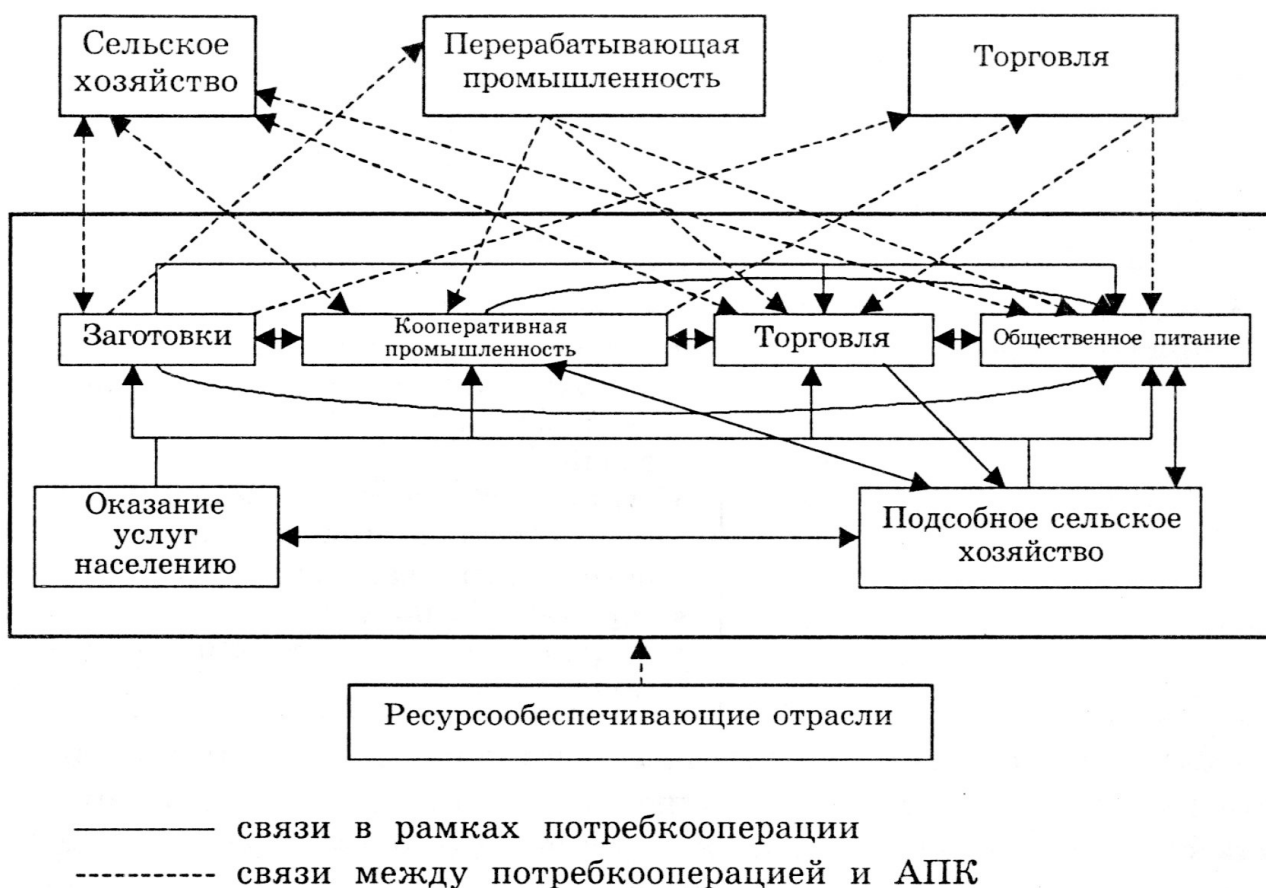 Сельское
хозяйство
Перерабатывающая
промышленность
Торговля
Заготовки
Кооперативная
промышленность
Торговля
Общественное питание
Оказание
услуг
населению
Подсобное сельское
хозяйство
Ресурсообеспечивающие отрасли
связи в рамках потребкооперации
связи между потребкооперацией и АПК